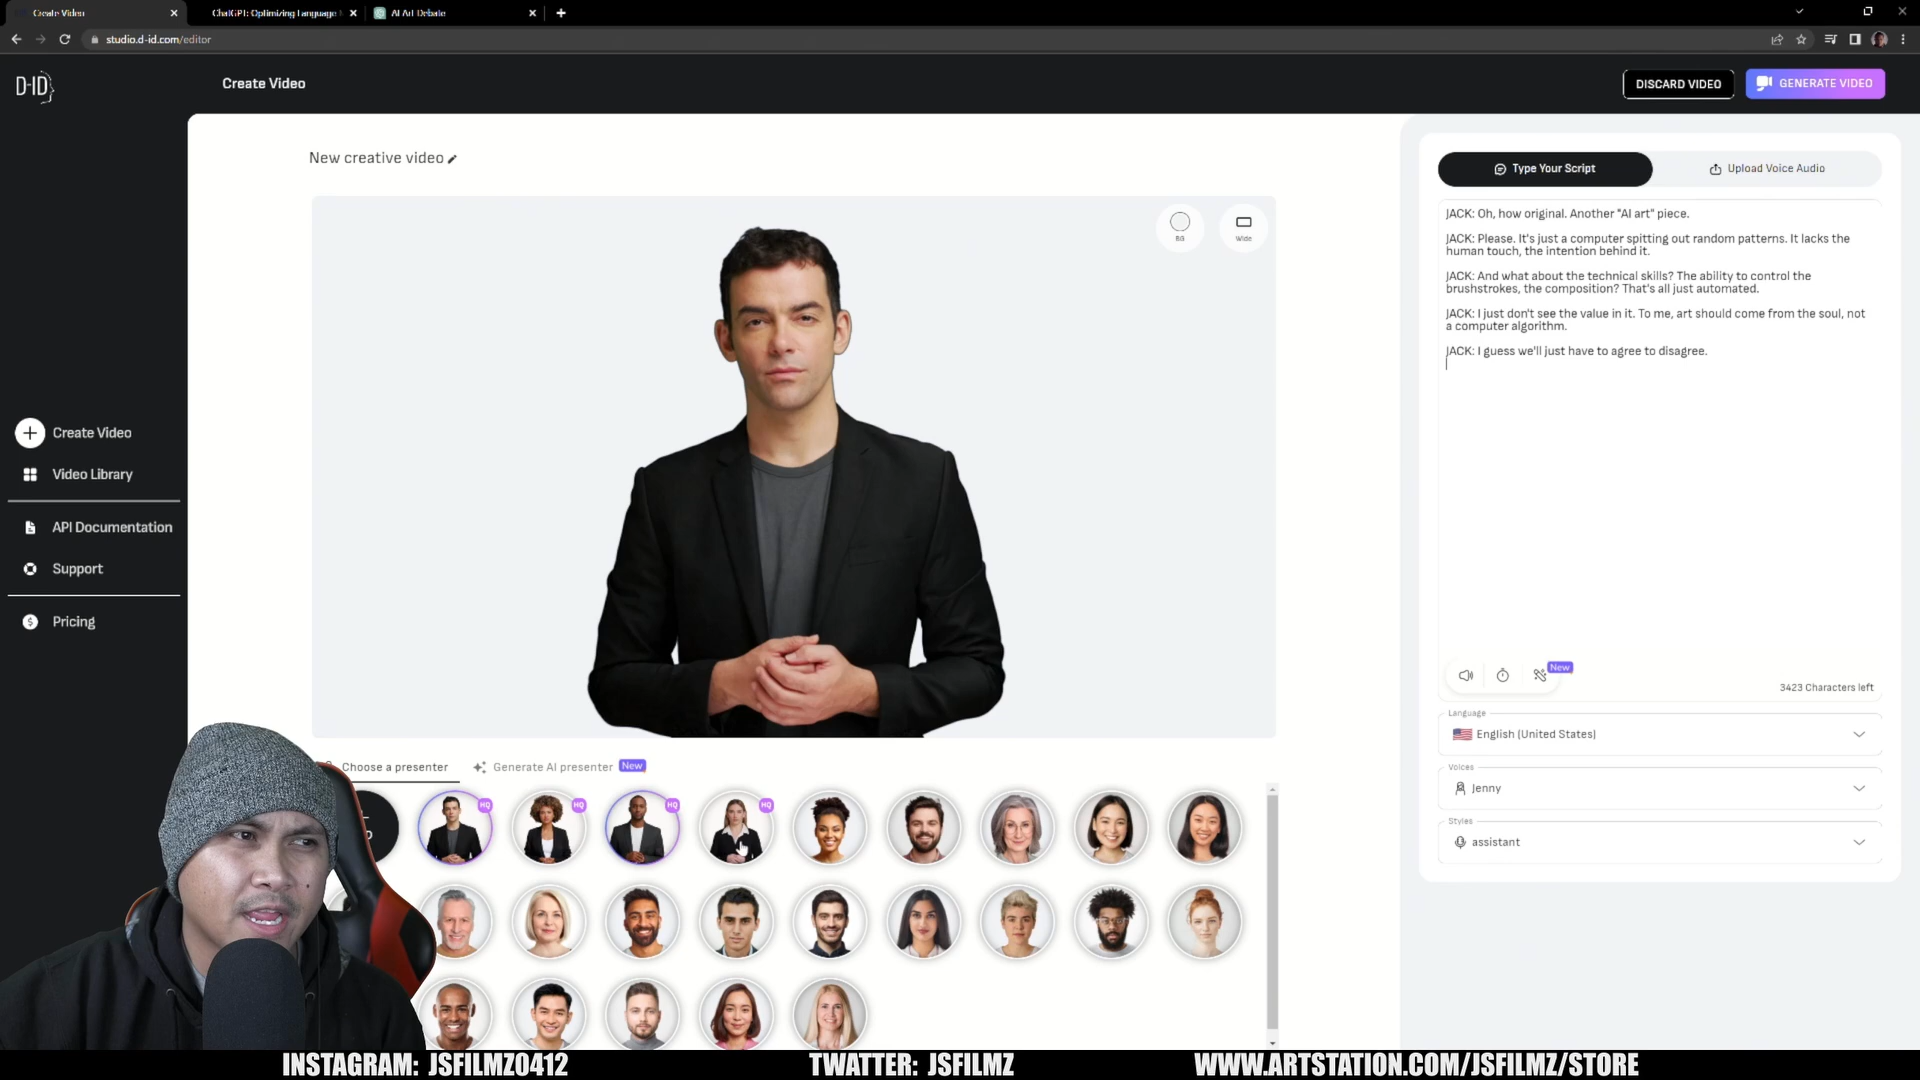 Create Video
ChatGPT: Optimizing Language
AI Art Debate
studio.d-id.com/editor
D-ID
Create Video
DISCARD VIDEO
GENERATE VIDEO
New creative video
BG
Wide
Type Your Script
Upload Voice Audio
JACK: Oh, how original. Another "AI art" piece.
JACK: Please. It's just a computer spitting out random patterns. It lacks the
human touch, the intention behind it.
JACK: And what about the technical skills? The ability to control the
brushstrokes, the composition? That's all just automated.
JACK: I just don't see the value in it. To me, art should come from the soul, not
a computer algorithm.
JACK: I guess we'll just have to agree to disagree.
Create Video
Video Library
API Documentation
Support
Pricing
New
3423 Characters left
Language
English (United States)
Voices
Jenny
Styles
assistant
Choose a presenter
Generate AI presenter
New
HQ
HQ
HQ
HQ
INSTAGRAM: JSFILMZ0412
TWATTER: JSFILMZ
WWW.ARTSTATION.COM/JSFILMZ/STORE